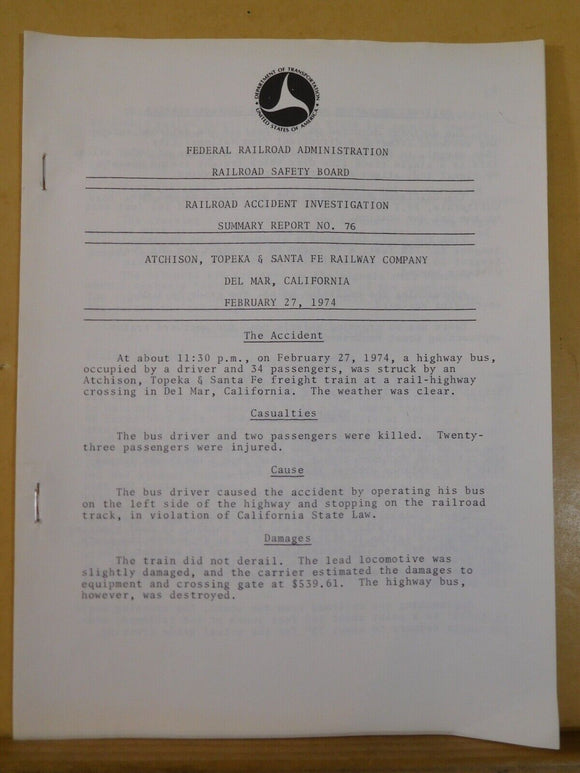 DEPARTMENT OF TRANSPORTATION
UNITED STATES OF AMERICA
FEDERAL RAILROAD ADMINISTRATION
RAILROAD SAFETY BOARD
RAILROAD ACCIDENT INVESTIGATION
SUMMARY REPORT NO. 76
ATCHISON, TOPEKA & SANTA FE RAILWAY COMPANY
DEL MAR, CALIFORNIA
FEBRUARY 27, 1974
The Accident
At about 11:30 p.m., on February 27, 1974, a highway bus,
occupied by a driver and 34 passengers, was struck by an
Atchison, Topeka & Santa Fe freight train at a rail-highway
crossing in Del Mar, California. The weather was clear.
Casualties
The bus driver and two passengers were killed. Twenty-
three passengers were injured.
Cause
The bus driver caused the accident by operating his bus
on the left side of the highway and stopping on the railroad
track, in violation of California State Law.
Damages
The train did not derail. The lead locomotive was
slightly damaged, and the carrier estimated the damages to
equipment and crossing gate at $539.61. The highway bus,
however, was destroyed.